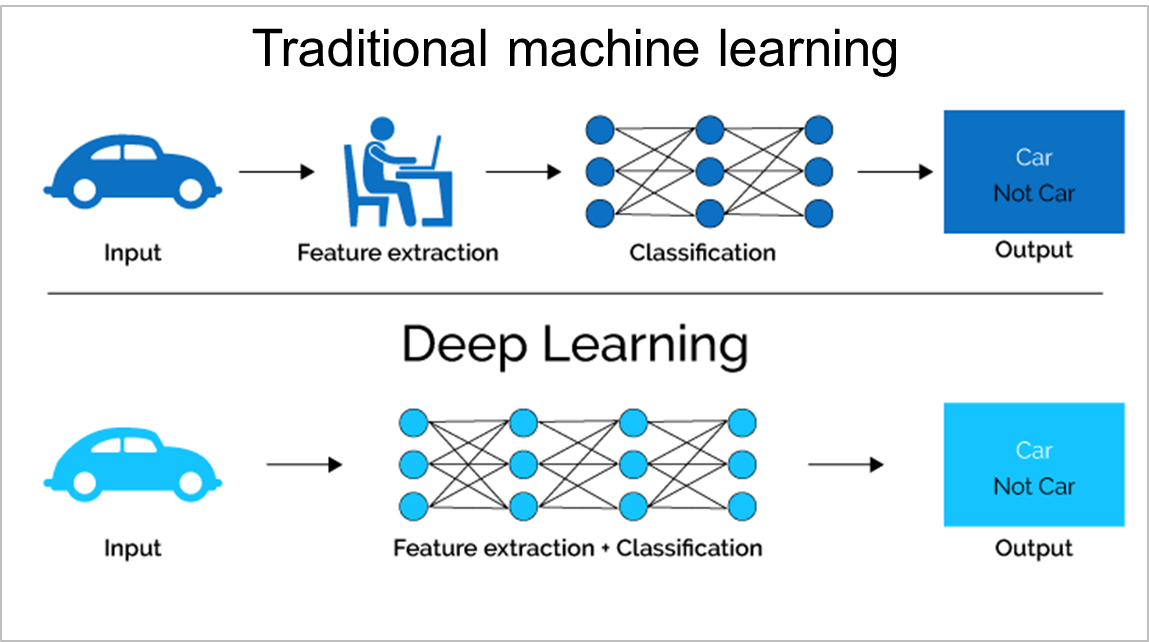 Traditional machine learning
Car
Not Car
Input
Feature extraction
Classification
Output
Deep Learning
Car
Not Car
Input
Feature extraction + Classification
Output